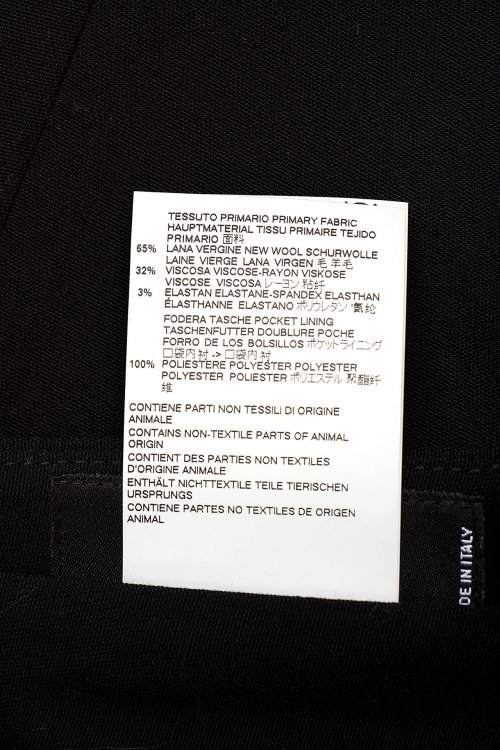 TESSUTO PRIMARIO PRIMARY FABRIC
HAUPTMATERIAL TISSU PRIMAIRE TEJIDO
PRIMARIO 面料
65% LANA VERGINE NEW WOOL SCHURWOLLE
LAINE VIERGE LANA VIRGEN 毛 羊毛
32% VISCOSA VISCOSE-RAYON VISKOSE
VISCOSE VISCOSA レーヨン 粘纤
3% ELASTAN ELASTANE-SPANDEX ELASTHAN
ÉLASTHANNE ELASTANO ポリウレタン 氨纶
FODERA TASCHE POCKET LINING
TASCHENFUTTER DOUBLURE POCHE
FORRO DE LOS BOLSILLOS ポケットライニング
口袋内衬 -> 口袋内衬
100% POLIESTERE POLYESTER POLYESTER
POLYESTER POLIESTER ポリエステル 聚酯纤
维
CONTIENE PARTI NON TESSILI DI ORIGINE
ANIMALE
CONTAINS NON-TEXTILE PARTS OF ANIMAL
ORIGIN
CONTIENT DES PARTIES NON TEXTILES
D'ORIGINE ANIMALE
ENTHÄLT NICHTTEXTILE TEILE TIERISCHEN
URSPRUNGS
CONTIENE PARTES NO TEXTILES DE ORIGEN
ANIMAL
DE IN ITALY